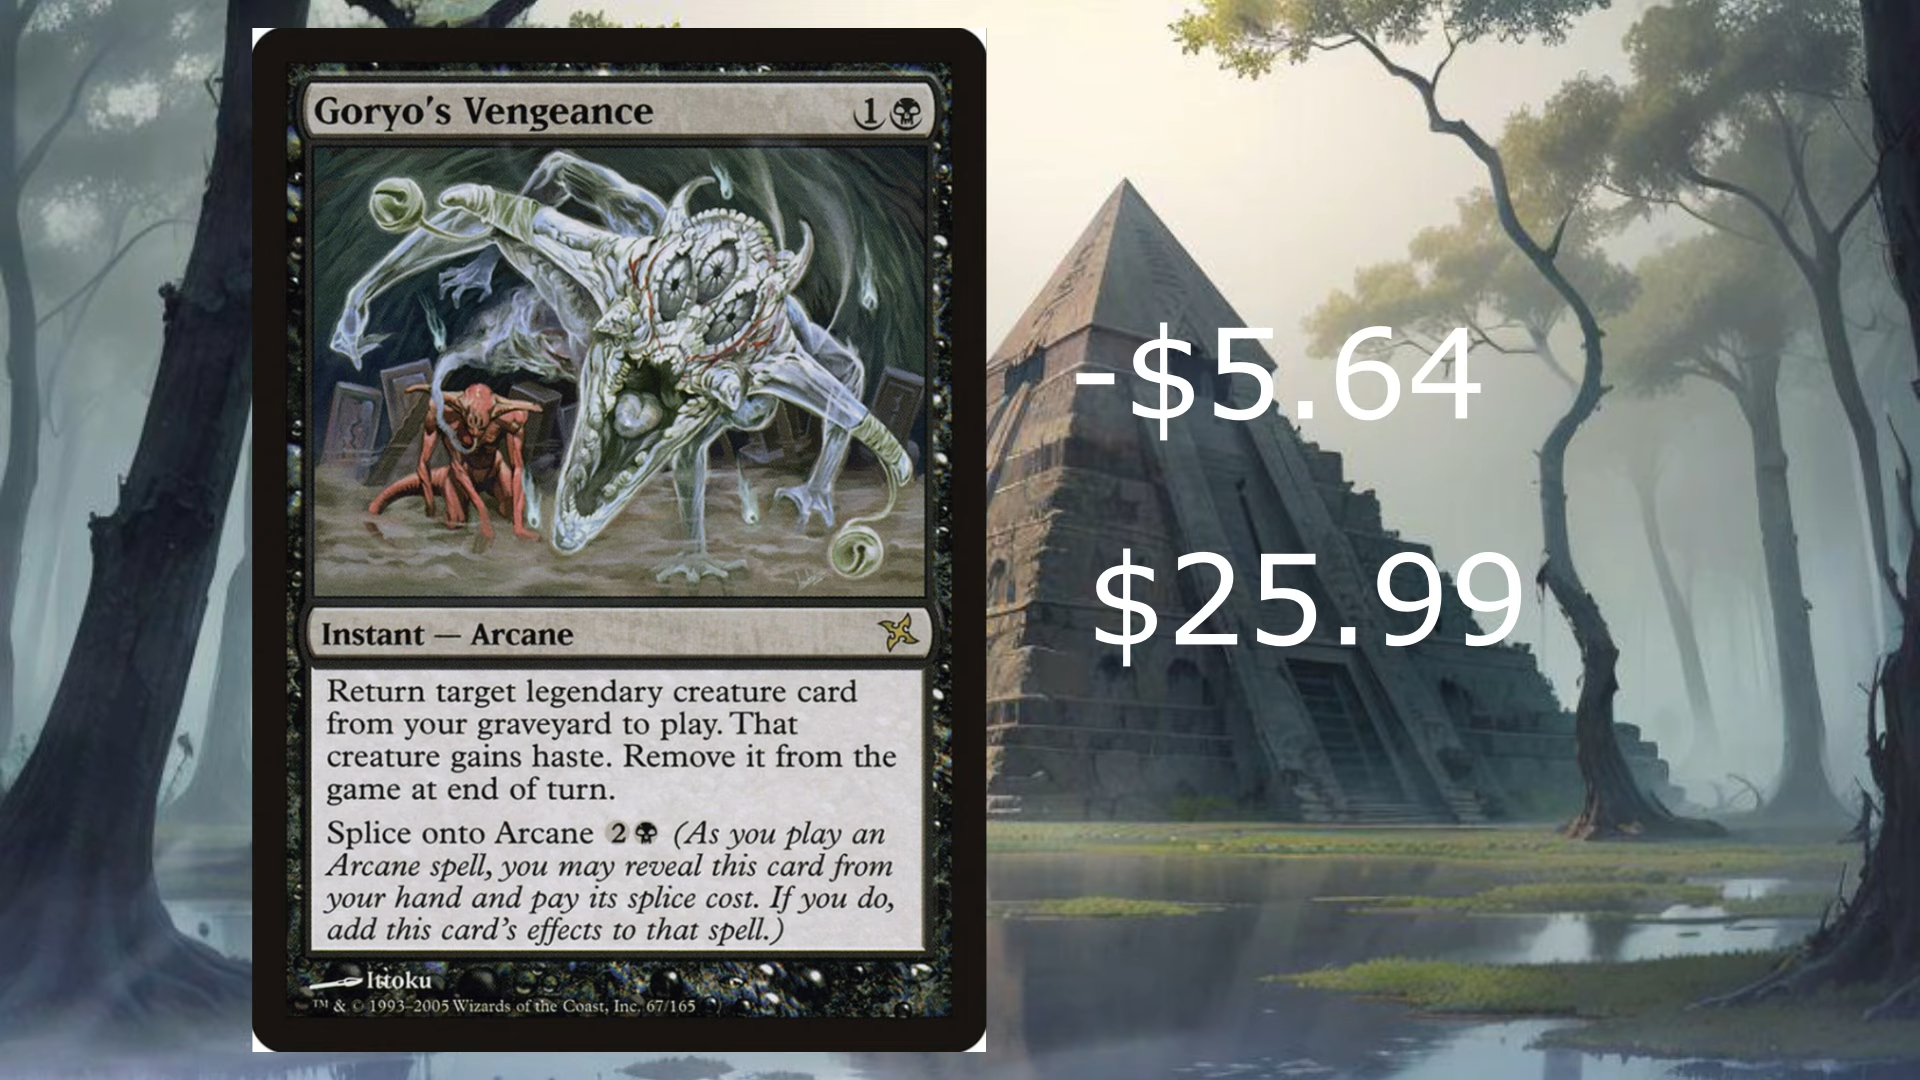 Goryo's Vengeance 1
Instant — Arcane
Return target legendary creature card
from your graveyard to play. That
creature gains haste. Remove it from the
game at end of turn.
Splice onto Arcane 2 (As you play an
Arcane spell, you may reveal this card from
your hand and pay its splice cost. If you do,
add this card's effects to that spell.)
Ittoku
™ & © 1993–2005 Wizards of the Coast, Inc. 67/165
-$5.64
$25.99